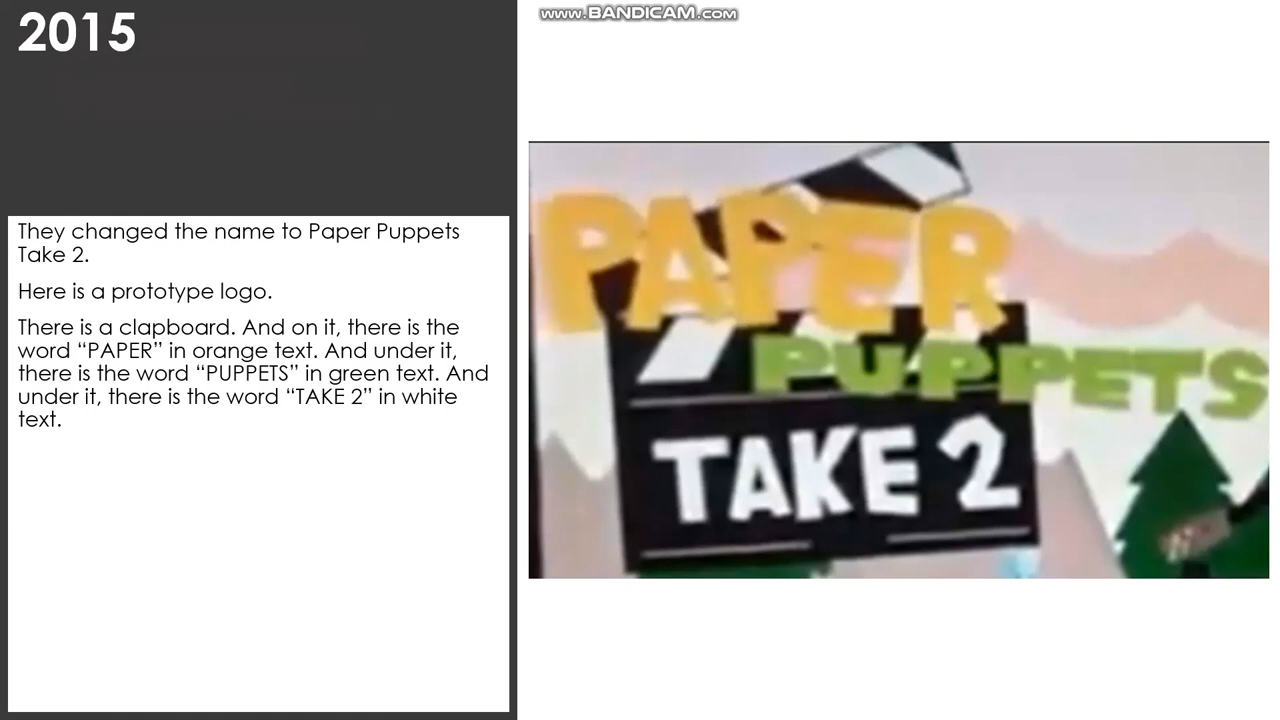 2015
www.BANDICAM.com
They changed the name to Paper Puppets
Take 2.
Here is a prototype logo.
There is a clapboard. And on it, there is the
word “PAPER” in orange text. And under it,
there is the word “PUPPETS” in green text. And
under it, there is the word “TAKE 2” in white
text.
PAPER
PUPPETS
TAKE 2